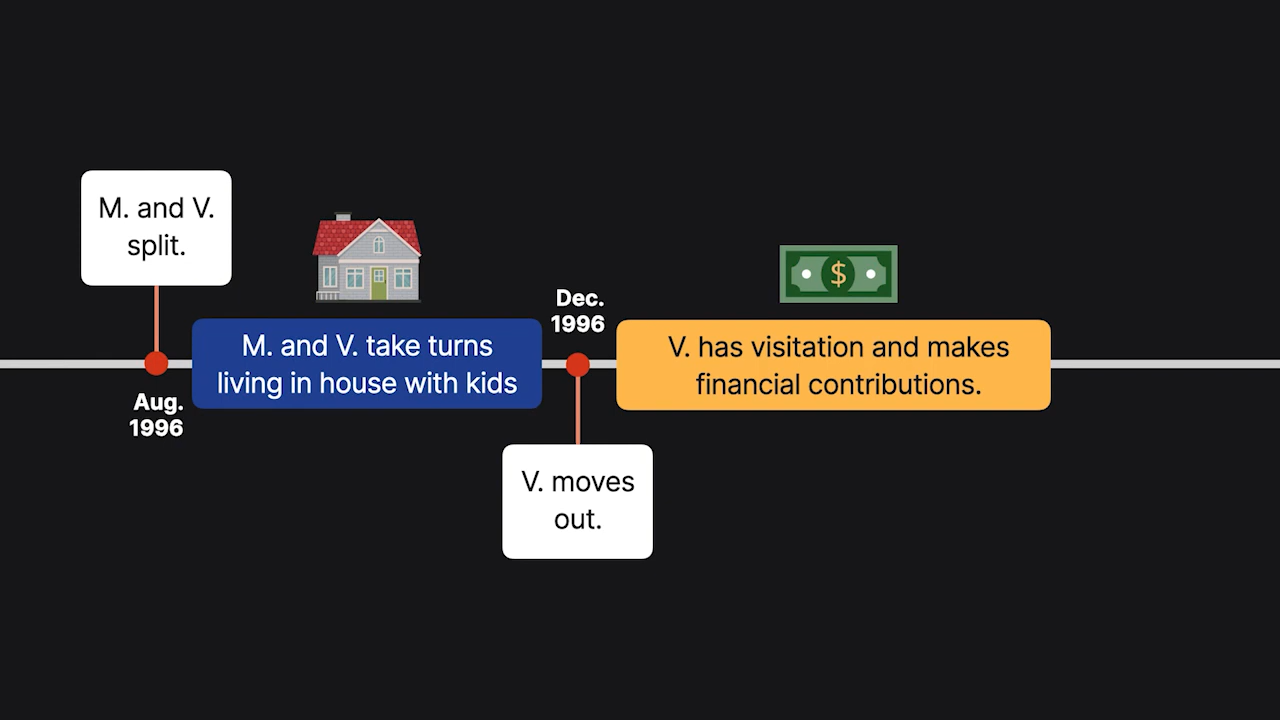 M. and V.
split.
Aug.
1996
M. and V. take turns
living in house with kids
Dec.
1996
V. moves
out.
$
V. has visitation and makes
financial contributions.